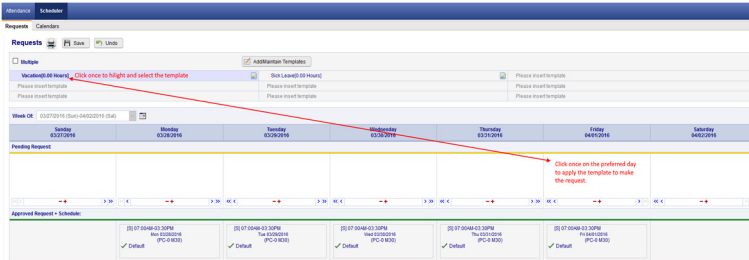 Attendance Scheduler
Requests Calendars
Requests Save Undo
Multiple Add/Maintain Templates
Vacation(0.00 Hours) Click once to hilight and select the template Sick Leave(0.00 Hours) Please insert template
Please insert template Please insert template Please insert template
Please insert template Please insert template Please insert template
Week Of: 03/27/2016 (Sun)-04/02/2016 (Sat)
Sunday Monday Tuesday Wednesday Thursday Friday Saturday
03/27/2016 03/28/2016 03/29/2016 03/30/2016 03/31/2016 04/01/2016 04/02/2016
Pending Request:
Click once on the preferred day
to apply the template to make
the request.
Approved Request + Schedule:
[S] 07:00AM-03:30PM [S] 07:00AM-03:30PM [S] 07:00AM-03:30PM [S] 07:00AM-03:30PM [S] 07:00AM-03:30PM
Mon 03/28/2016 Tue 03/29/2016 Wed 03/30/2016 Thu 03/31/2016 Fri 04/01/2016
(PC-0 M30) (PC-0 M30) (PC-0 M30) (PC-0 M30) (PC-0 M30)
Default Default Default Default Default